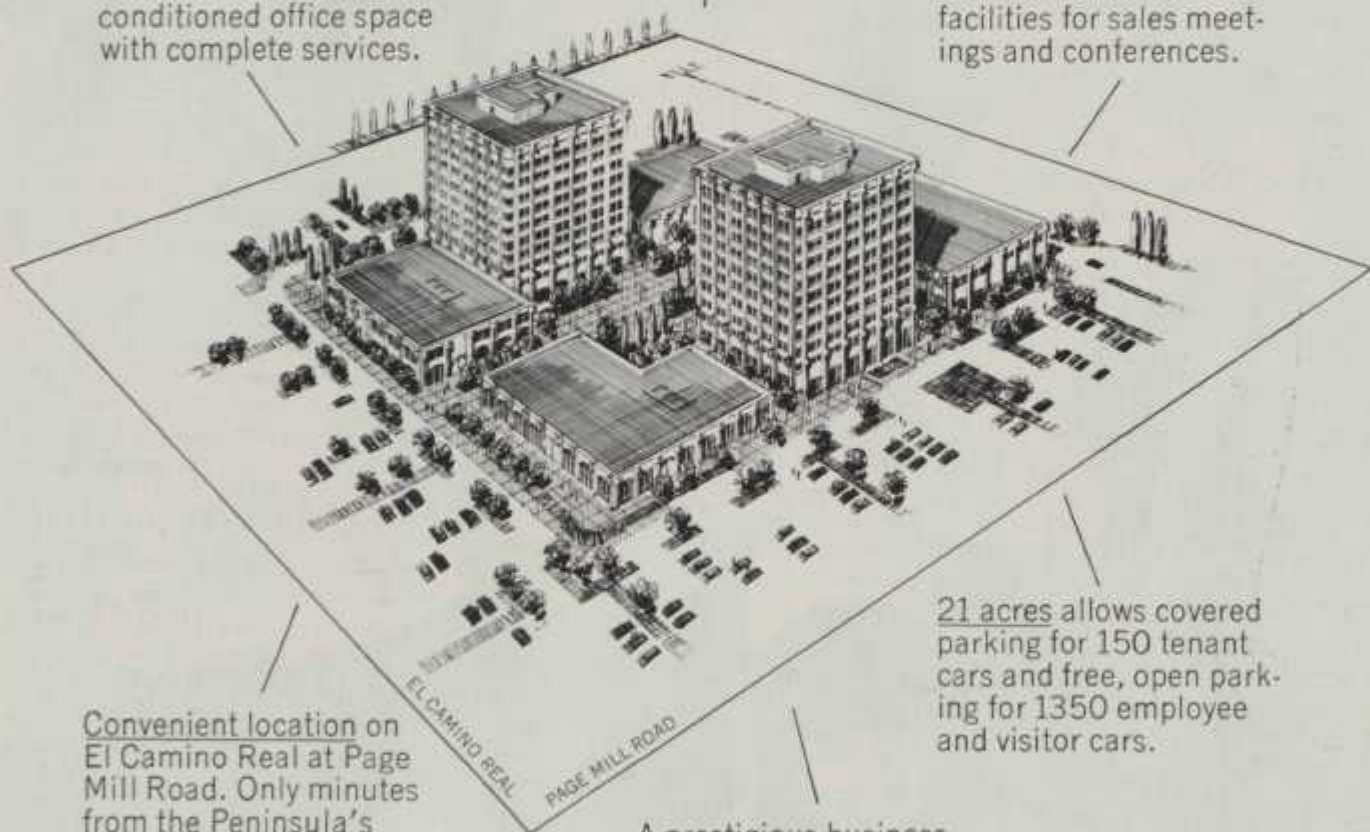 conditioned office space
with complete services.
facilities for sales meet-
ings and conferences.
21 acres allows covered
parking for 150 tenant
cars and free, open park-
ing for 1350 employee
and visitor cars.
EL CAMINO REAL
PAGE MILL ROAD
Convenient location on
El Camino Real at Page
Mill Road. Only minutes
from the Peninsula's
A prestigious business